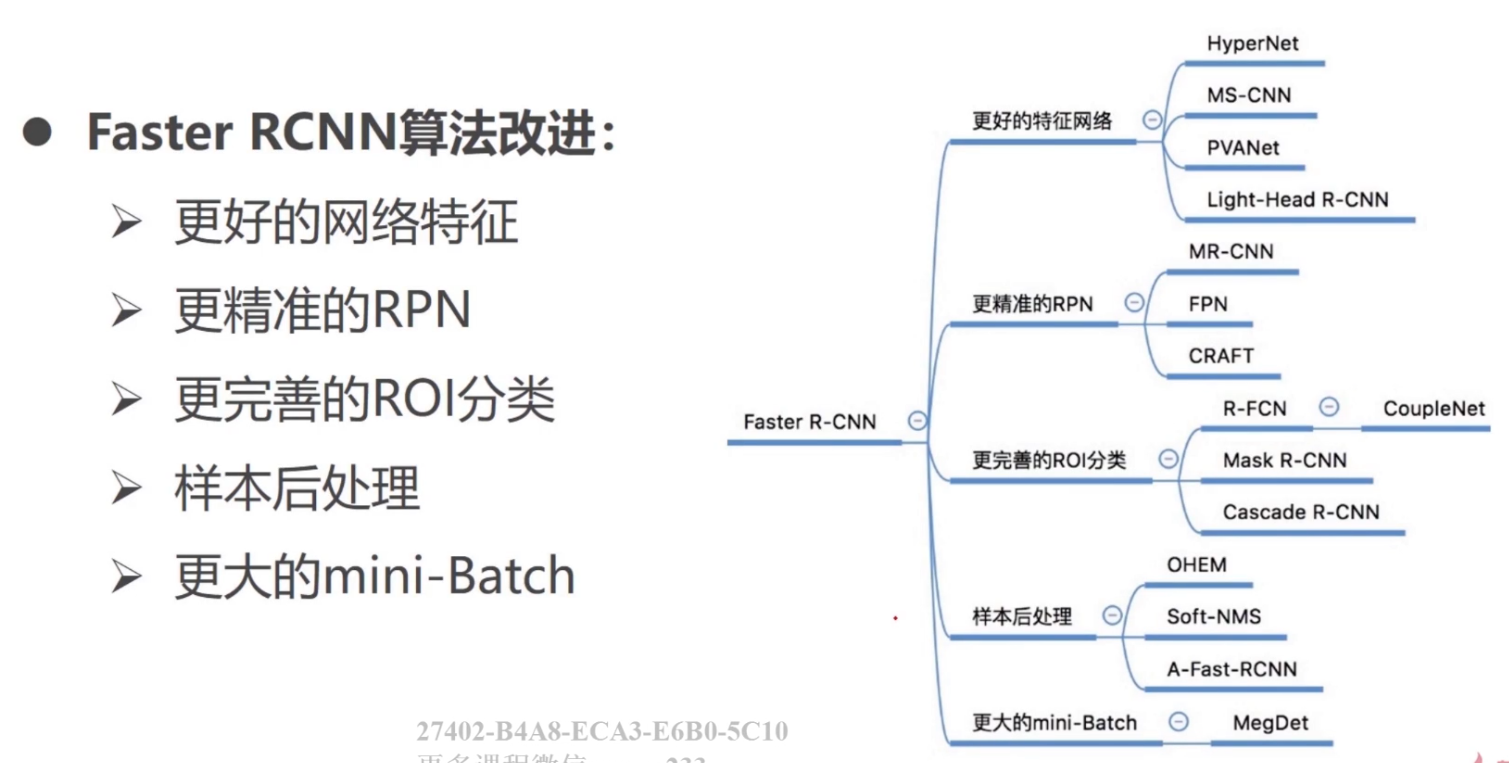 Faster RCNN算法改进：
更好的网络特征
更精准的RPN
更完善的ROI分类
样本后处理
更大的mini-Batch
Faster R-CNN
更好的特征网络
HyperNet
MS-CNN
PVANet
Light-Head R-CNN
更精准的RPN
MR-CNN
FPN
CRAFT
更完善的ROI分类
R-FCN
CoupleNet
Mask R-CNN
Cascade R-CNN
样本后处理
OHEM
Soft-NMS
A-Fast-RCNN
更大的mini-Batch
MegDet
27402-B4A8-ECA3-E6B0-5C10